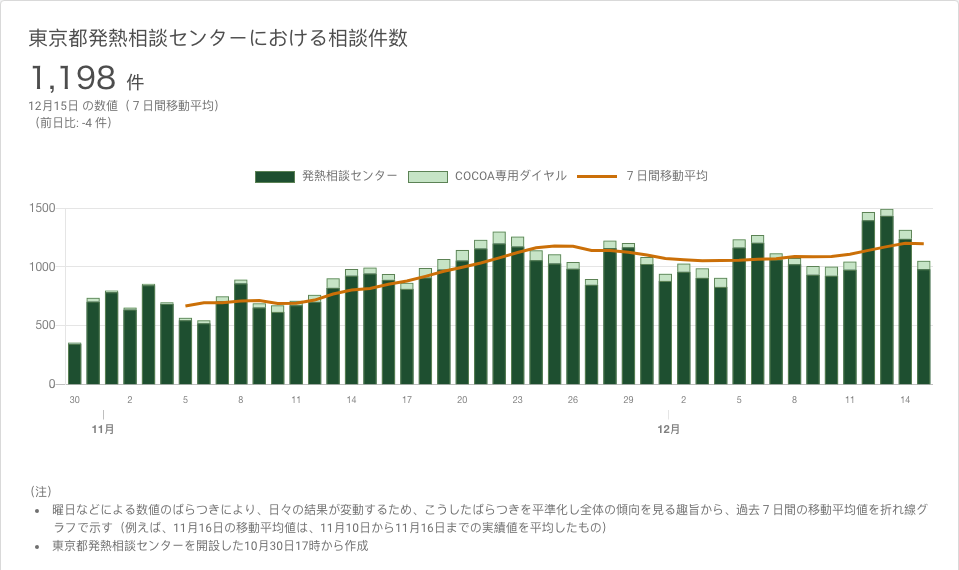 東京都発熱相談センターにおける相談件数
1,198 件
12月15日 の数値（７日間移動平均）
（前日比: -4 件）
発熱相談センター COCOA専用ダイヤル ７日間移動平均
1500
1000
500
0
30 2 5 8 11 14 17 20 23 26 29 2 5 8 11 14
11月 12月
（注）
• 曜日などによる数値のばらつきにより、日々の結果が変動するため、こうしたばらつきを平準化し全体の傾向を見る趣旨から、過去７日間の移動平均値を折れ線グ
ラフで示す（例えば、11月16日の移動平均値は、11月10日から11月16日までの実績値を平均したもの）
• 東京都発熱相談センターを開設した10月30日17時から作成